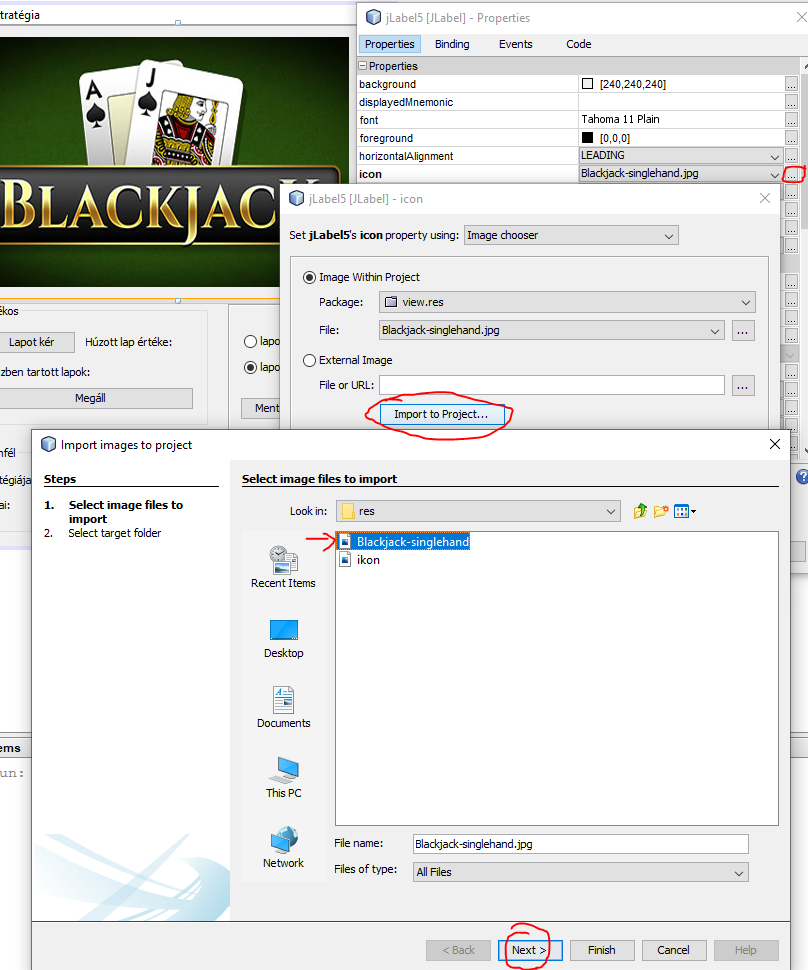 tratégia
jLabel5 [JLabel] - Properties
Properties Binding Events Code
Properties
background [240,240,240] ...
displayedMnemonic ...
font Tahoma 11 Plain ...
foreground [0,0,0] ...
horizontalAlignment LEADING ...
icon Blackjack-singlehand.jpg ...
A J
BLACKJACK
jLabel5 [JLabel] - icon
Set jLabel5's icon property using: Image chooser
Image Within Project
Package: view.res
File: Blackjack-singlehand.jpg ...
External Image
File or URL: ...
Import to Project...
kos
Lapot kér Húzott lap értéke:
zben tartott lapok:
Megáll
lapo
lapo
Ment
nfél
tégiája
ai:
ems
un:
Import images to project
Steps
1. Select image files to
import
2. Select target folder
Select image files to import
Look in: res
Recent Items
Desktop
Documents
This PC
Network
Blackjack-singlehand
ikon
File name: Blackjack-singlehand.jpg
Files of type: All Files
< Back Next > Finish Cancel Help